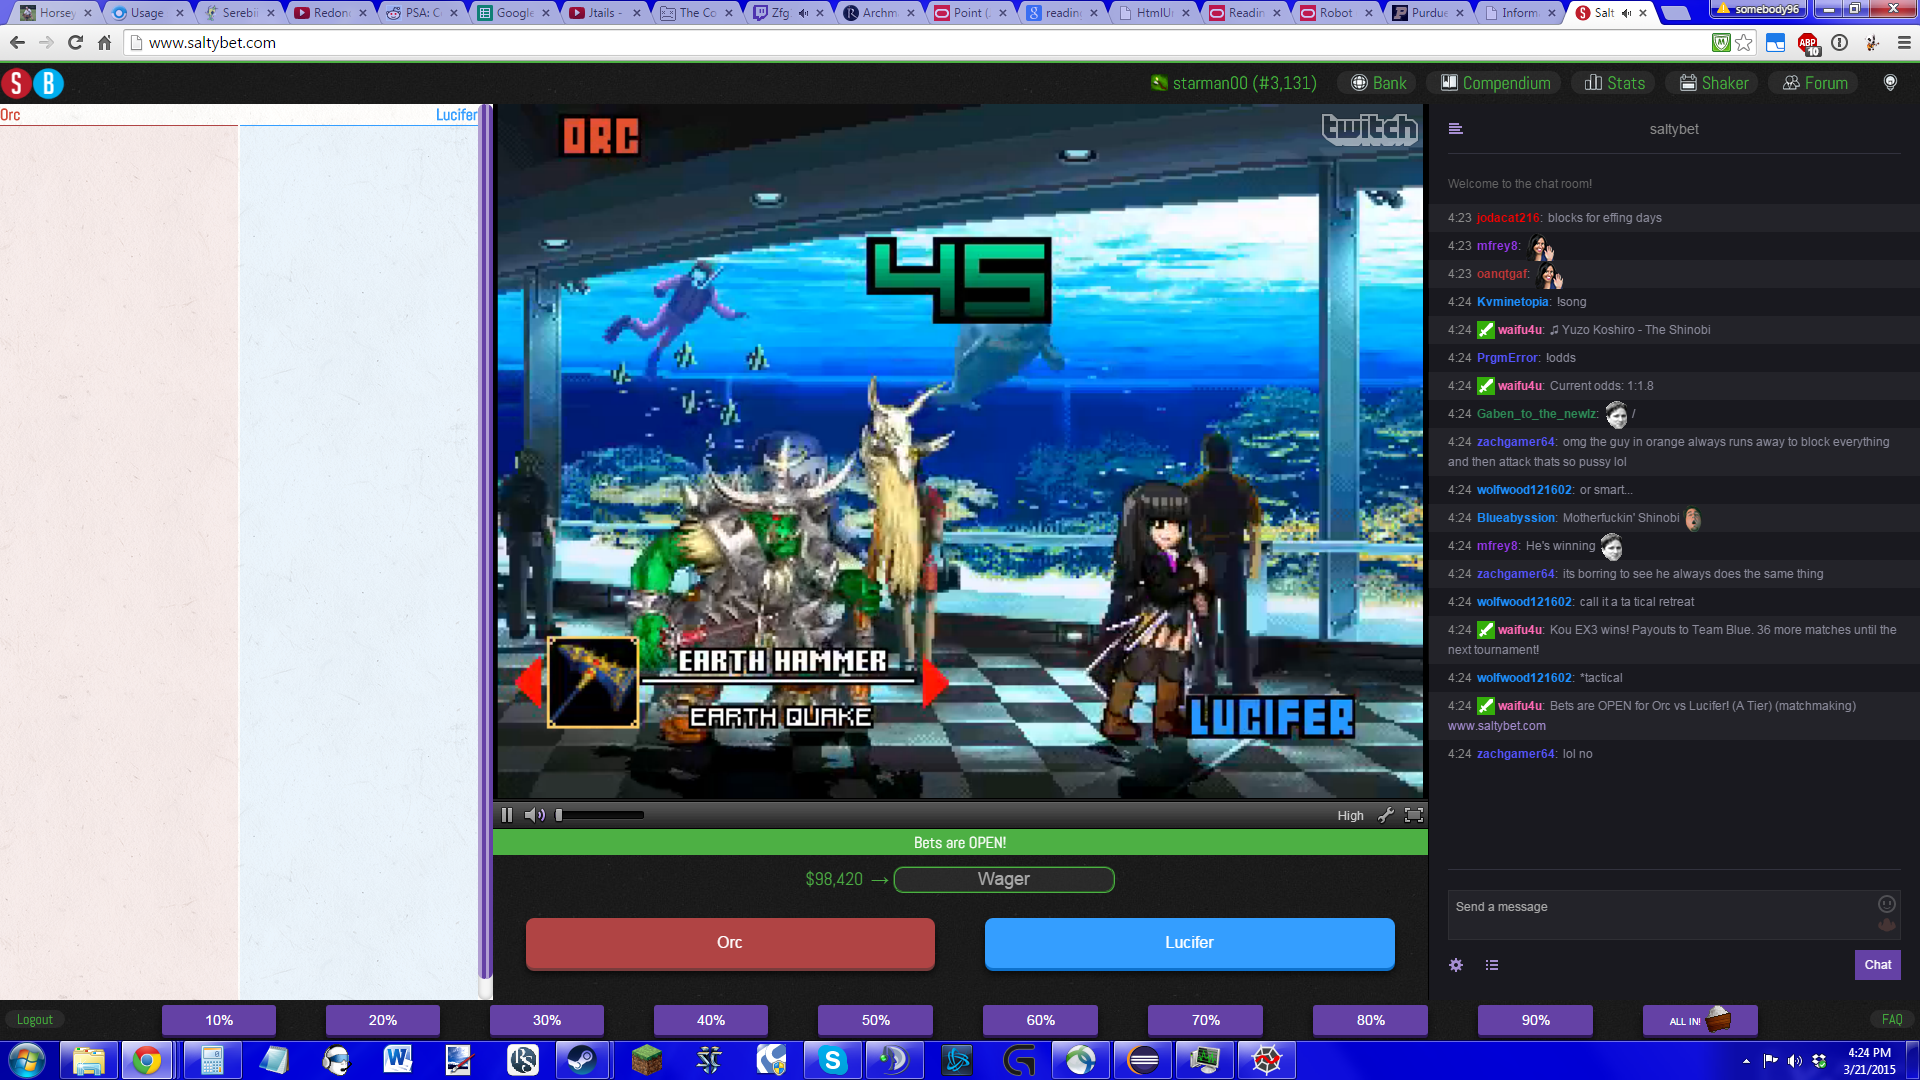 Horsey
Usage
Serebii
Redon
PSA: C
Google
Jtails -
The Co
Zfg
Archm
Point (
reading
HtmlU
Readin
Robot
Purdue
Inform
Salt
somebody96
www.saltybet.com
ABP
10
S B
starman00 (#3,131)
Bank
Compendium
Stats
Shaker
Forum
Orc
Lucifer
ORC
twitch
45
EARTH HAMMER
EARTH QUAKE
LUCIFER
High
Bets are OPEN!
$98,420 → Wager
Orc
Lucifer
saltybet
Welcome to the chat room!
4:23 jodacat216: blocks for effing days
4:23 mfrey8:
4:23 oanqtgaf:
4:24 Kvminetopia: !song
4:24 waifu4u: ♫ Yuzo Koshiro - The Shinobi
4:24 PrgmError: !odds
4:24 waifu4u: Current odds: 1:1.8
4:24 Gaben_to_the_newlz: /
4:24 zachgamer64: omg the guy in orange always runs away to block everything
and then attack thats so pussy lol
4:24 wolfwood121602: or smart...
4:24 Blueabyssion: Motherfuckin' Shinobi
4:24 mfrey8: He's winning
4:24 zachgamer64: its borring to see he always does the same thing
4:24 wolfwood121602: call it a ta tical retreat
4:24 waifu4u: Kou EX3 wins! Payouts to Team Blue. 36 more matches until the
next tournament!
4:24 wolfwood121602: *tactical
4:24 waifu4u: Bets are OPEN for Orc vs Lucifer! (A Tier) (matchmaking)
www.saltybet.com
4:24 zachgamer64: lol no
Send a message
Chat
Logout
10%
20%
30%
40%
50%
60%
70%
80%
90%
ALL IN!
FAQ
4:24 PM
3/21/2015